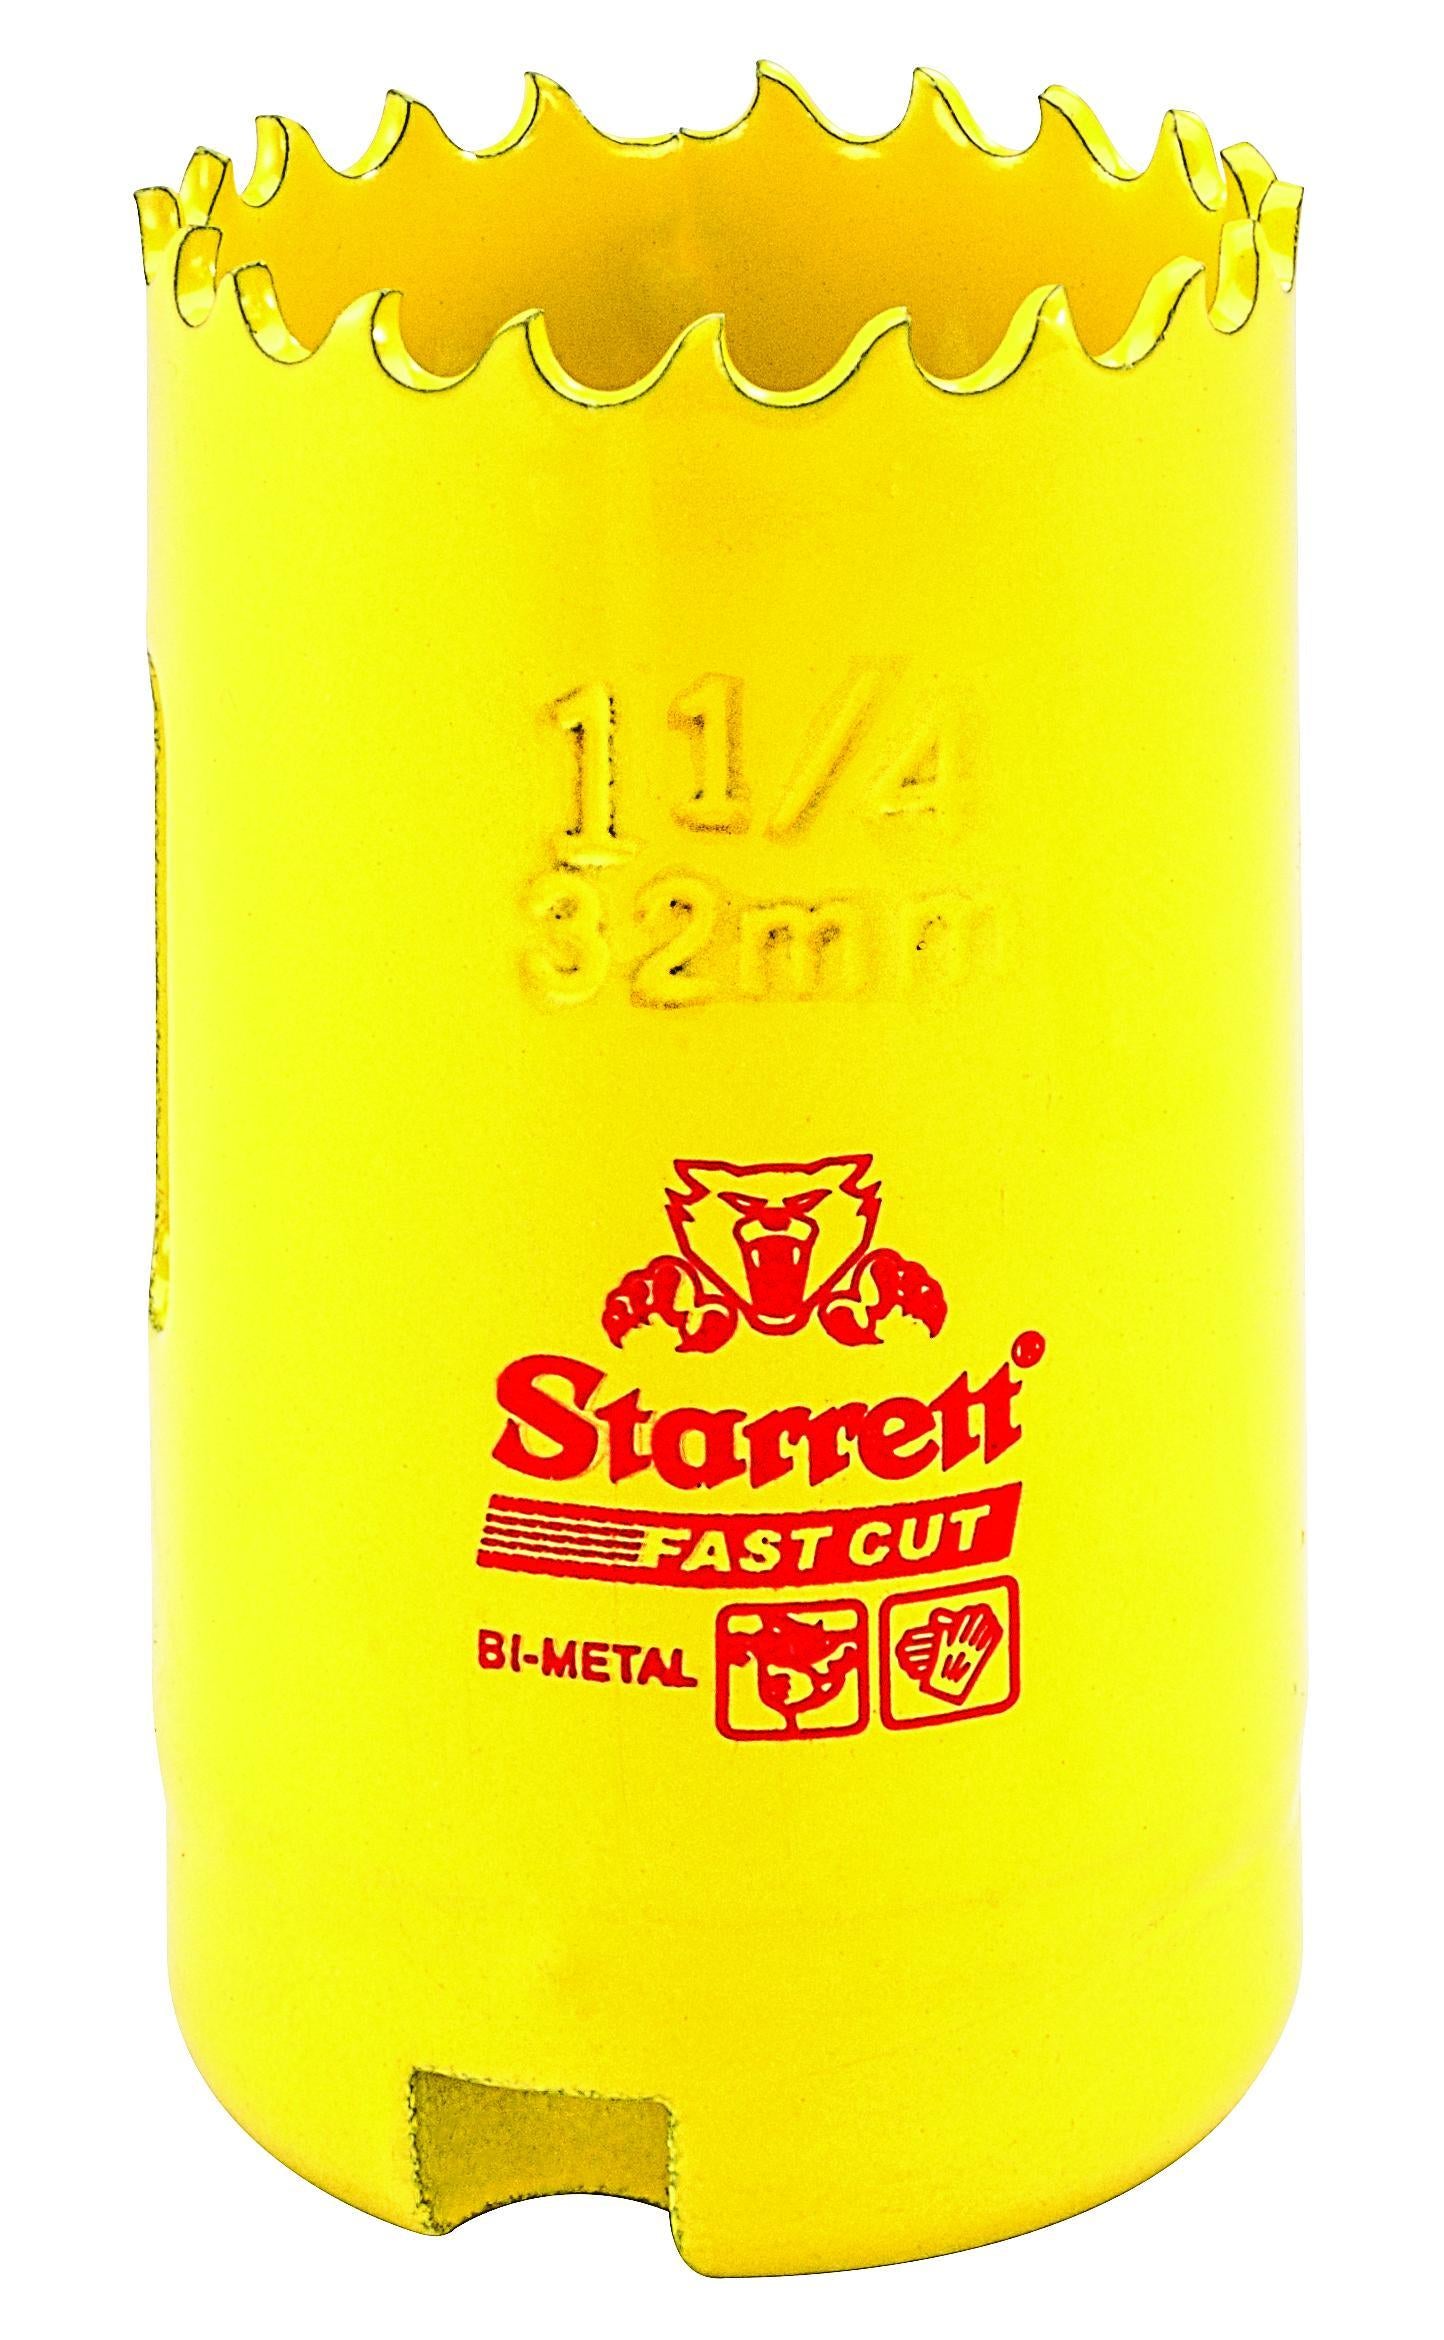 1 1/4
32mm
Starrett
FAST CUT
BI-METAL